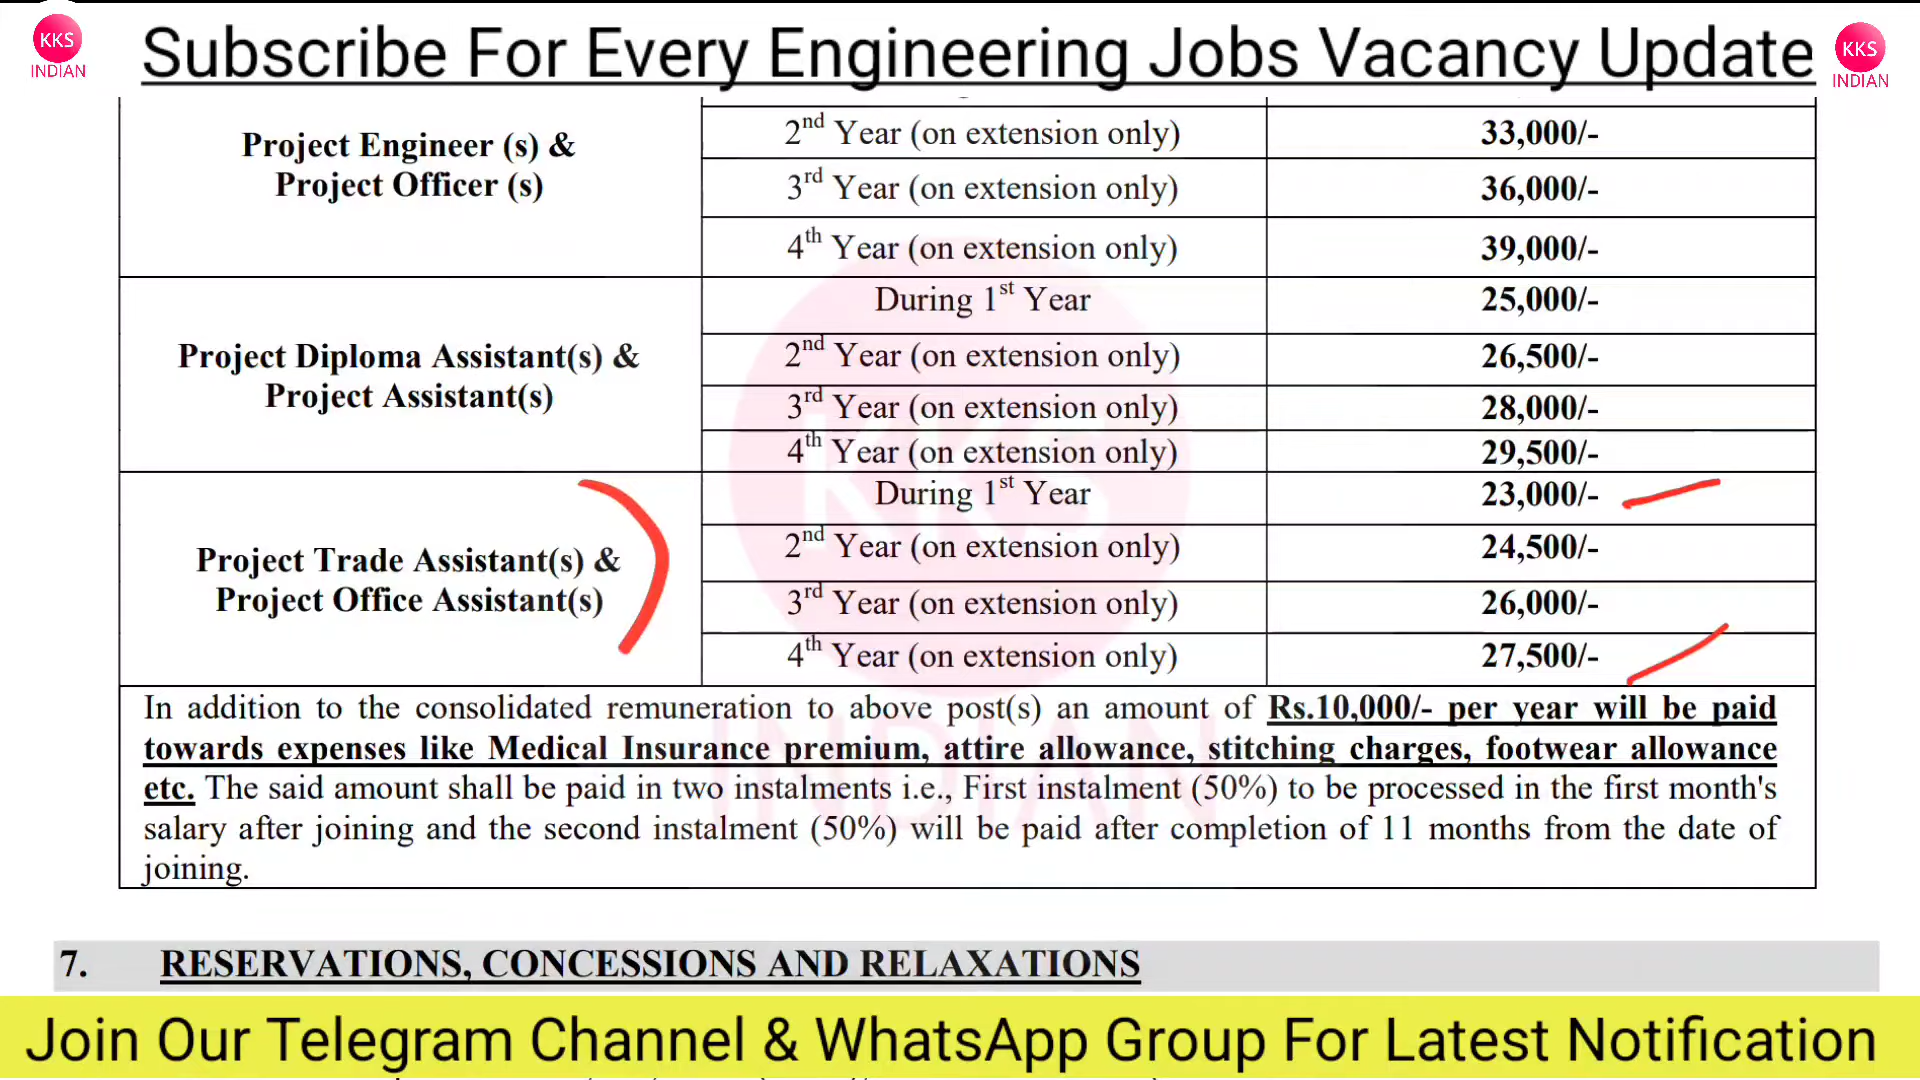 KKS
INDIAN
Subscribe For Every Engineering Jobs Vacancy Update
KKS
INDIAN
Project Engineer (s) &
Project Officer (s)
2nd Year (on extension only) 33,000/-
3rd Year (on extension only) 36,000/-
4th Year (on extension only) 39,000/-
Project Diploma Assistant(s) &
Project Assistant(s)
During 1st Year 25,000/-
2nd Year (on extension only) 26,500/-
3rd Year (on extension only) 28,000/-
4th Year (on extension only) 29,500/-
Project Trade Assistant(s) &
Project Office Assistant(s)
During 1st Year 23,000/-
2nd Year (on extension only) 24,500/-
3rd Year (on extension only) 26,000/-
4th Year (on extension only) 27,500/-
KKS
INDIAN
In addition to the consolidated remuneration to above post(s) an amount of Rs.10,000/- per year will be paid
towards expenses like Medical Insurance premium, attire allowance, stitching charges, footwear allowance
etc. The said amount shall be paid in two instalments i.e., First instalment (50%) to be processed in the first month's
salary after joining and the second instalment (50%) will be paid after completion of 11 months from the date of
joining.
7. RESERVATIONS, CONCESSIONS AND RELAXATIONS
Join Our Telegram Channel & WhatsApp Group For Latest Notification